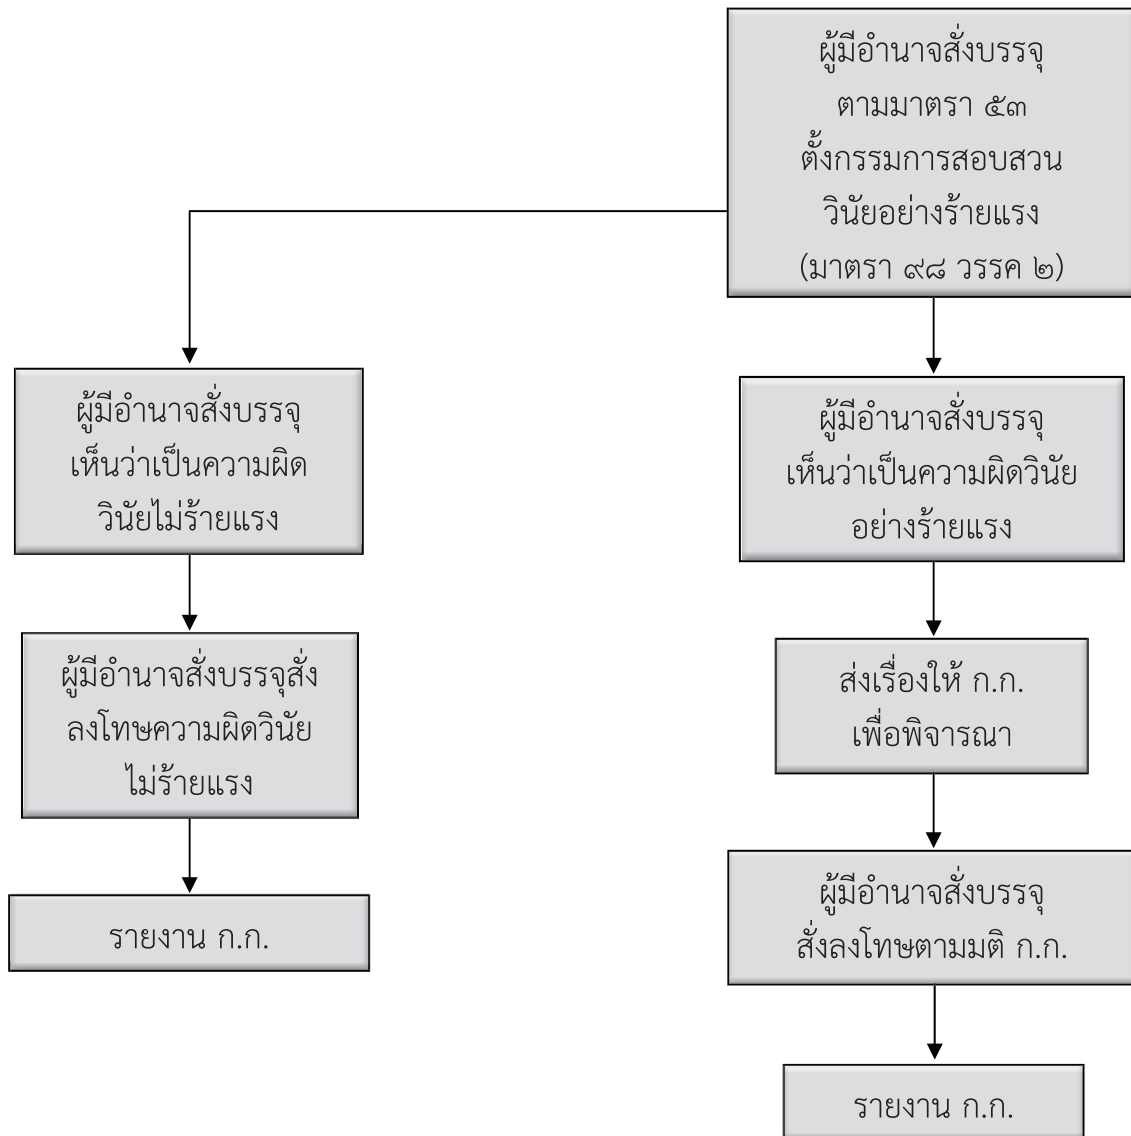 ผู้มีอำนาจสั่งบรรจุ
ตามมาตรา ๕๓
ตั้งกรรมการสอบสวน
วินัยอย่างร้ายแรง
(มาตรา ๙๘ วรรค ๒)
ผู้มีอำนาจสั่งบรรจุ
เห็นว่าเป็นความผิด
วินัยไม่ร้ายแรง
ผู้มีอำนาจสั่งบรรจุสั่ง
ลงโทษความผิดวินัย
ไม่ร้ายแรง
รายงาน ก.ก.
ผู้มีอำนาจสั่งบรรจุ
เห็นว่าเป็นความผิดวินัย
อย่างร้ายแรง
ส่งเรื่องให้ ก.ก.
เพื่อพิจารณา
ผู้มีอำนาจสั่งบรรจุ
สั่งลงโทษตามมติ ก.ก.
รายงาน ก.ก.